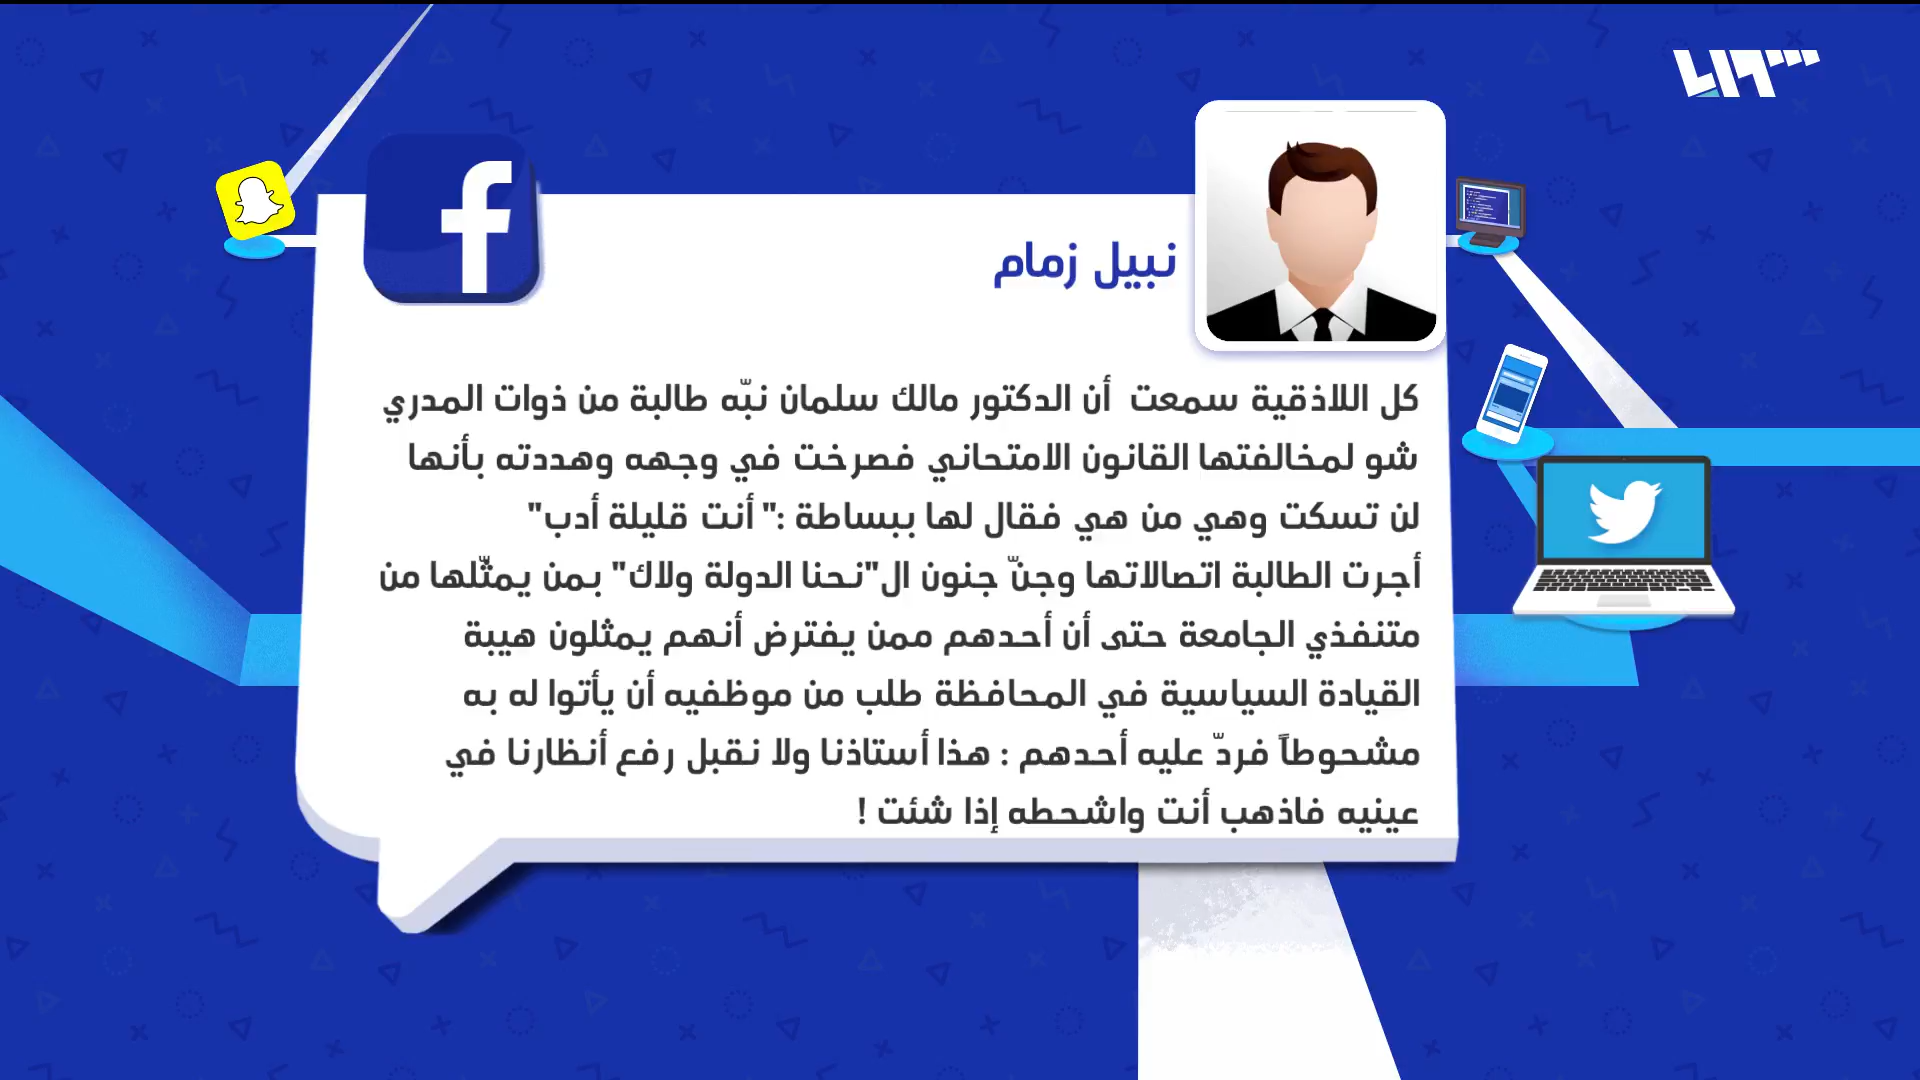 نبيل زمام
كل اللاذقية سمعت أن الدكتور مالك سلمان نبّه طالبة من ذوات المدري
شو لمخالفتها القانون الامتحاني فصرخت في وجهه وهددته بأنها
لن تسكت وهي من هي فقال لها ببساطة :" أنت قليلة أدب"
أجرت الطالبة اتصالاتها وجنّ جنون ال"نحنا الدولة ولاك" بمن يمثّلها من
متنفذي الجامعة حتى أن أحدهم ممن يفترض أنهم يمثلون هيبة
القيادة السياسية في المحافظة طلب من موظفيه أن يأتوا له به
مشحوطاً فردّ عليه أحدهم : هذا أستاذنا ولا نقبل رفع أنظارنا في
عينيه فاذهب أنت واشحطه إذا شئت !